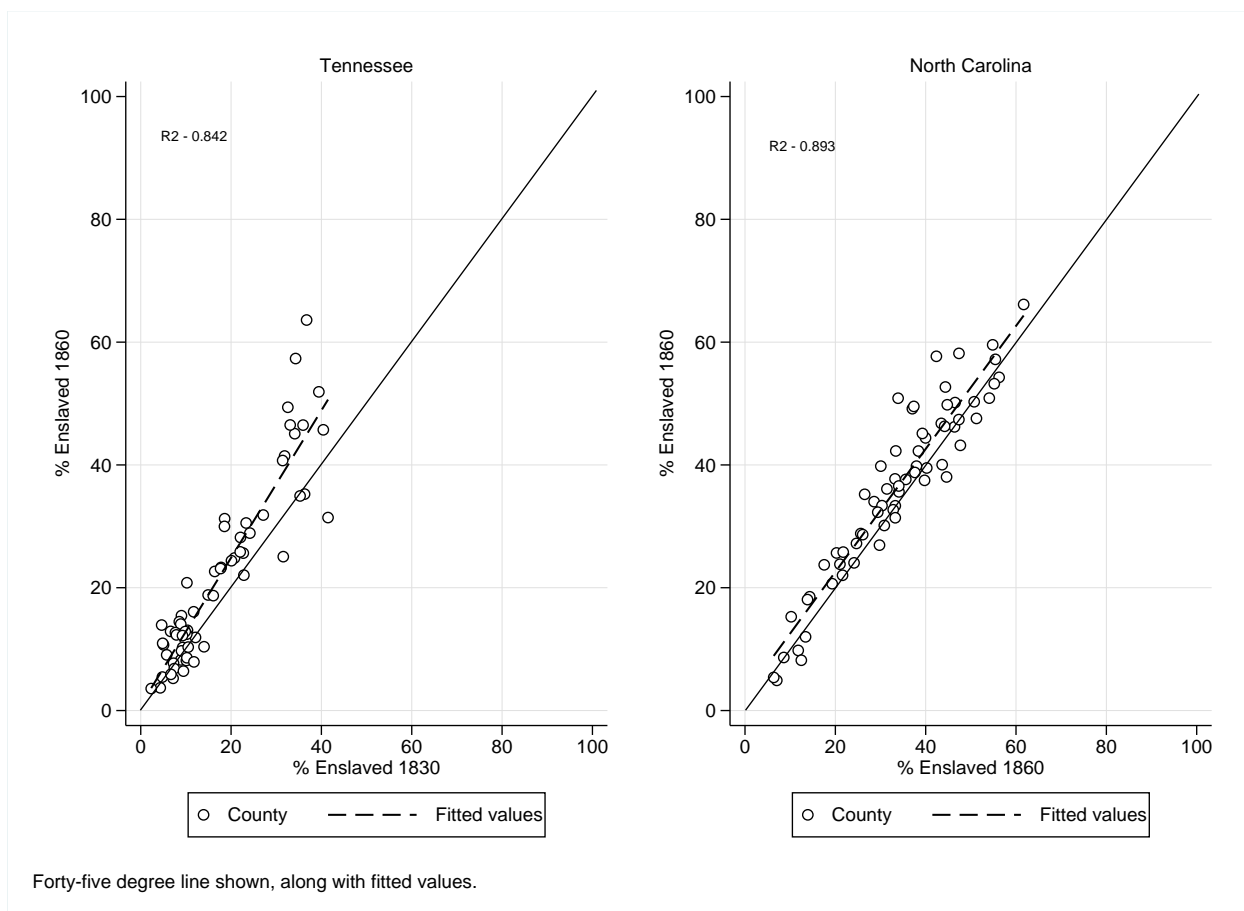 Tennessee
R2 - 0.842
% Enslaved 1860
100
80
60
40
20
0
0 20 40 60 80 100
% Enslaved 1830
County Fitted values
North Carolina
R2 - 0.893
% Enslaved 1860
100
80
60
40
20
0
0 20 40 60 80 100
% Enslaved 1860
County Fitted values
Forty-five degree line shown, along with fitted values.